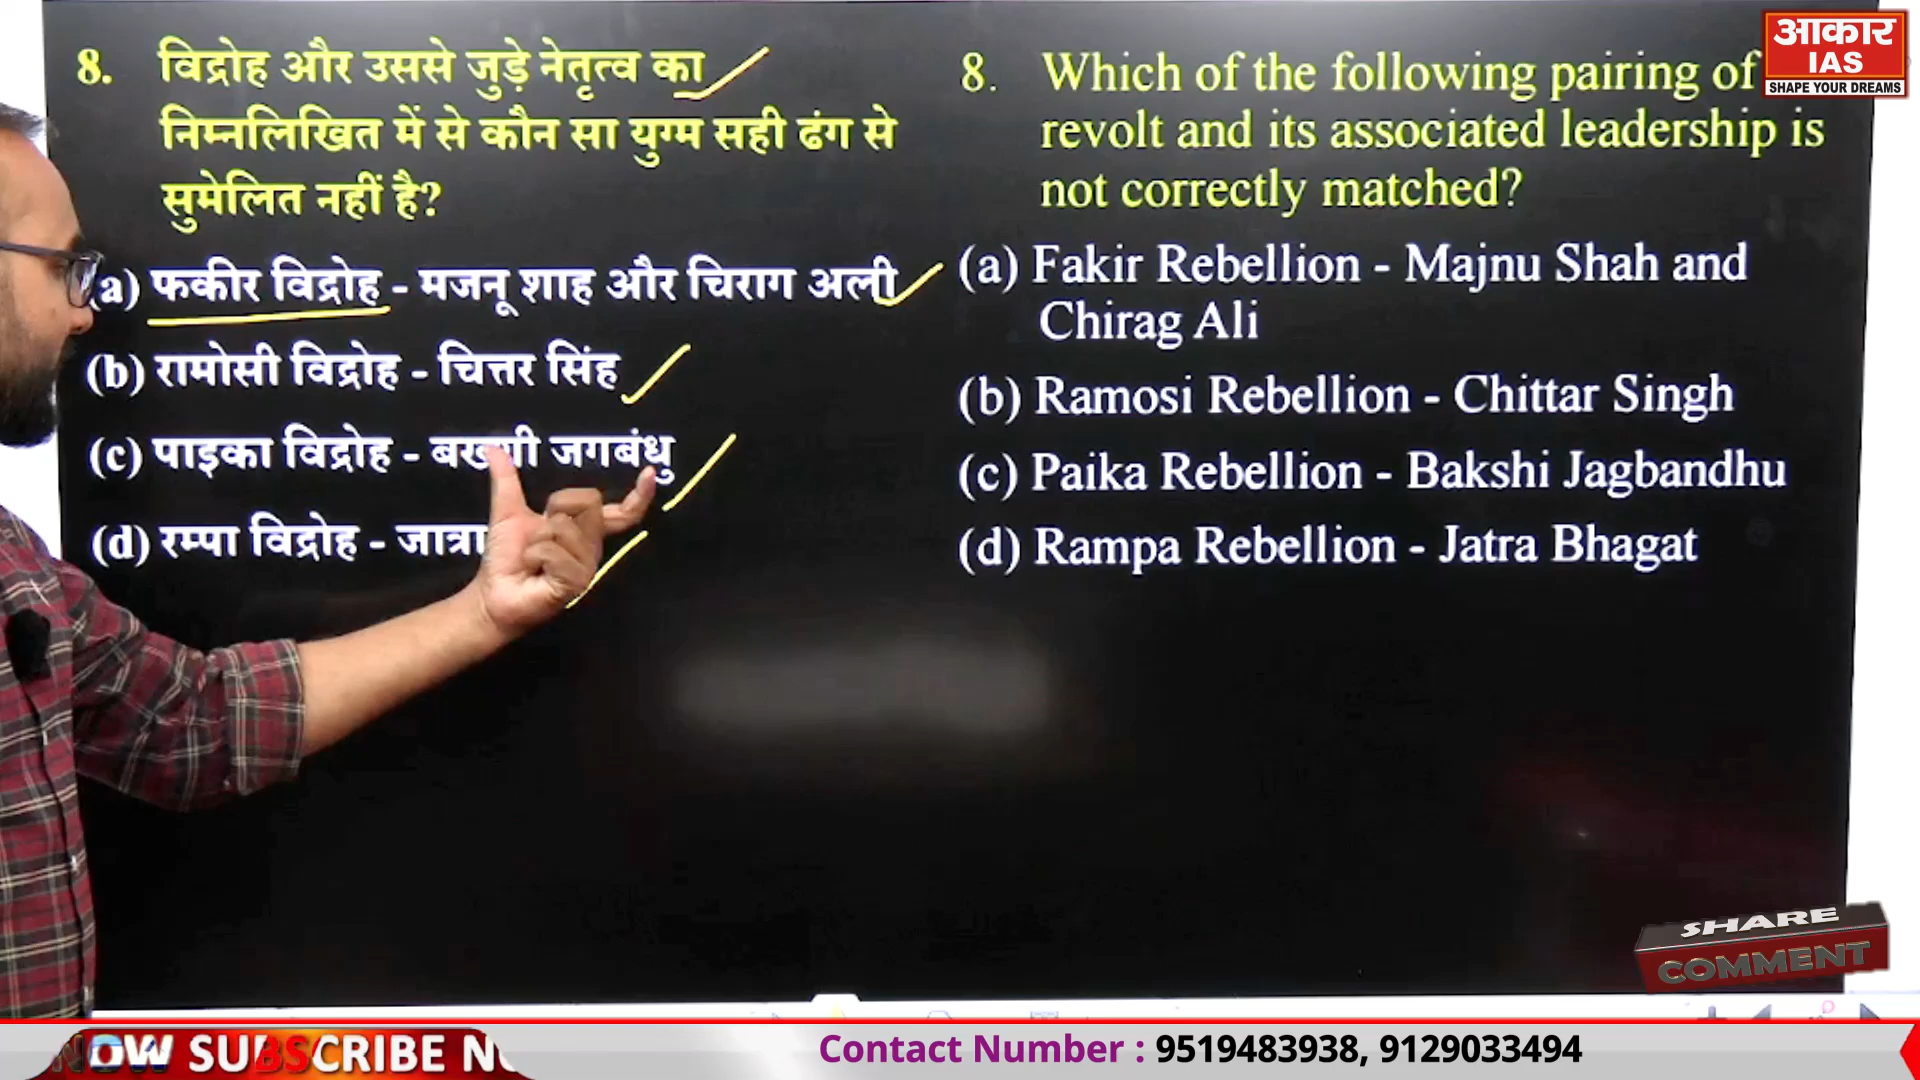 8. विद्रोह और उससे जुड़े नेतृत्व का
निम्नलिखित में से कौन सा युग्म सही ढंग से
सुमेलित नहीं है?
(a) फकीर विद्रोह - मजनू शाह और चिराग अली
(b) रामोसी विद्रोह - चित्तर सिंह
(c) पाइका विद्रोह - जगबंधु
(d) रम्पा विद्रोह - जात्रा
8. Which of the following pairing of
revolt and its associated leadership is
not correctly matched?
(a) Fakir Rebellion - Majnu Shah and
Chirag Ali
(b) Ramosi Rebellion - Chittar Singh
(c) Paika Rebellion - Bakshi Jagbandhu
(d) Rampa Rebellion - Jatra Bhagat
आकार
IAS
SHAPE YOUR DREAMS
SHARE
COMMENT
NOW SUBSCRIBE
Contact Number : 9519483938, 9129033494